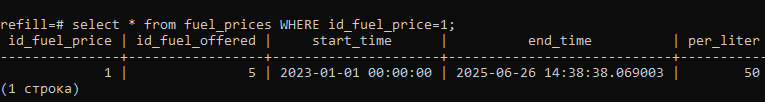 refill=# select * from fuel_prices WHERE id_fuel_price=1;
 id_fuel_price | id_fuel_offered |     start_time      |          end_time          | per_liter
---------------+-----------------+---------------------+----------------------------+-----------
             1 |               5 | 2023-01-01 00:00:00 | 2025-06-26 14:38:38.069003 |        50
(1 строка)